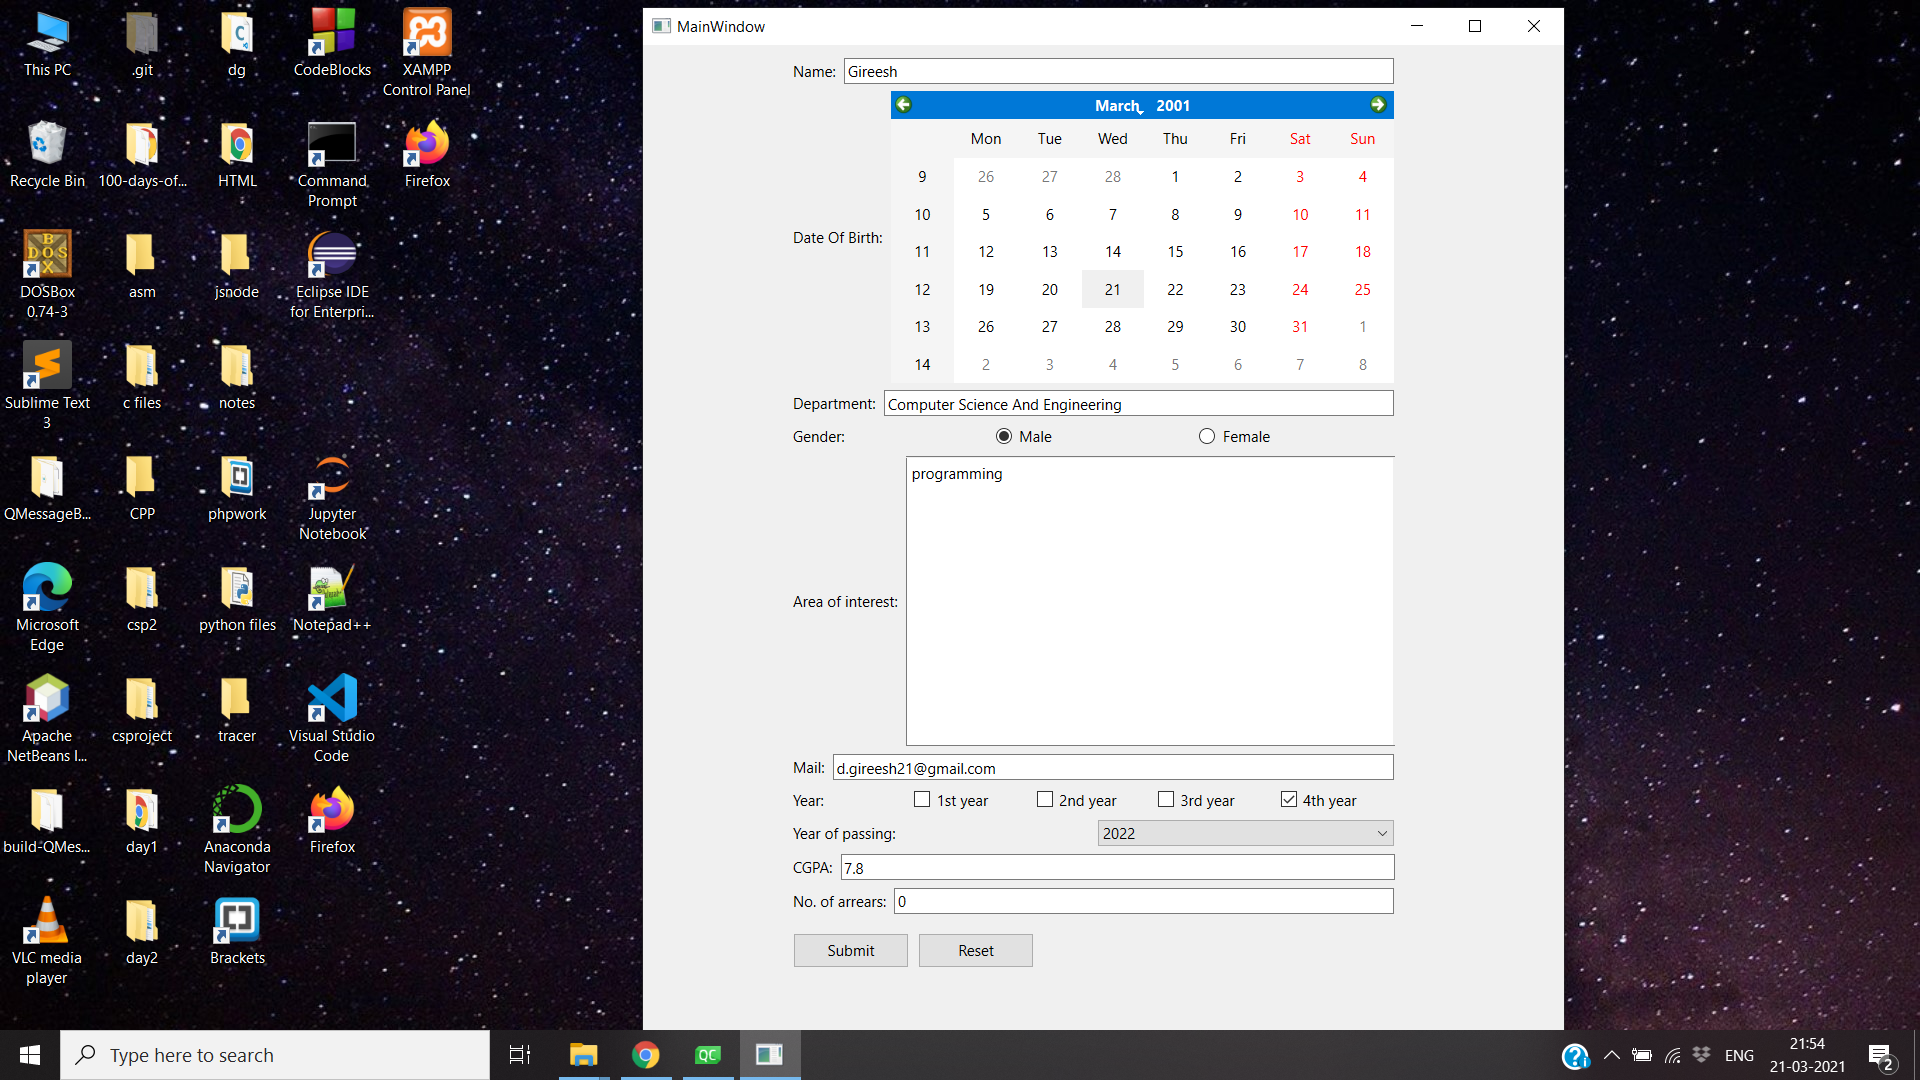 This PC
.git
dg
CodeBlocks
XAMPP
Control Panel
Recycle Bin
100-days-of...
HTML
Command
Prompt
Firefox
DOSBox
0.74-3
asm
jsnode
Eclipse IDE
for Enterpri...
Sublime Text
3
c files
notes
QMessageB...
CPP
phpwork
Jupyter
Notebook
Microsoft
Edge
csp2
python files
Notepad++
Apache
NetBeans I...
csproject
tracer
Visual Studio
Code
build-QMes...
day1
Anaconda
Navigator
Firefox
VLC media
player
day2
Brackets
MainWindow
Name: Gireesh
March, 2001
Mon Tue Wed Thu Fri Sat Sun
9 26 27 28 1 2 3 4
10 5 6 7 8 9 10 11
Date Of Birth:
11 12 13 14 15 16 17 18
12 19 20 21 22 23 24 25
13 26 27 28 29 30 31 1
14 2 3 4 5 6 7 8
Department: Computer Science And Engineering
Gender: Male Female
programming
Area of interest:
Mail: d.gireesh21@gmail.com
Year: 1st year 2nd year 3rd year 4th year
Year of passing: 2022
CGPA: 7.8
No. of arrears: 0
Submit Reset
Type here to search
QC
ENG
21:54
21-03-2021
2